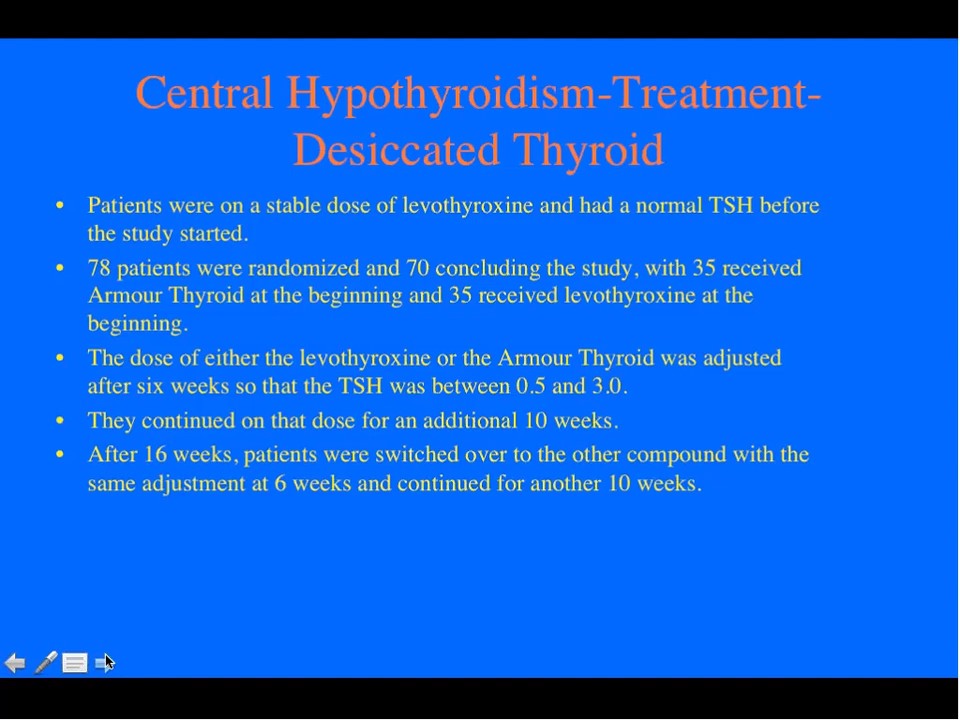 Central Hypothyroidism-Treatment-
Desiccated Thyroid
• Patients were on a stable dose of levothyroxine and had a normal TSH before
the study started.
• 78 patients were randomized and 70 concluding the study, with 35 received
Armour Thyroid at the beginning and 35 received levothyroxine at the
beginning.
• The dose of either the levothyroxine or the Armour Thyroid was adjusted
after six weeks so that the TSH was between 0.5 and 3.0.
• They continued on that dose for an additional 10 weeks.
• After 16 weeks, patients were switched over to the other compound with the
same adjustment at 6 weeks and continued for another 10 weeks.